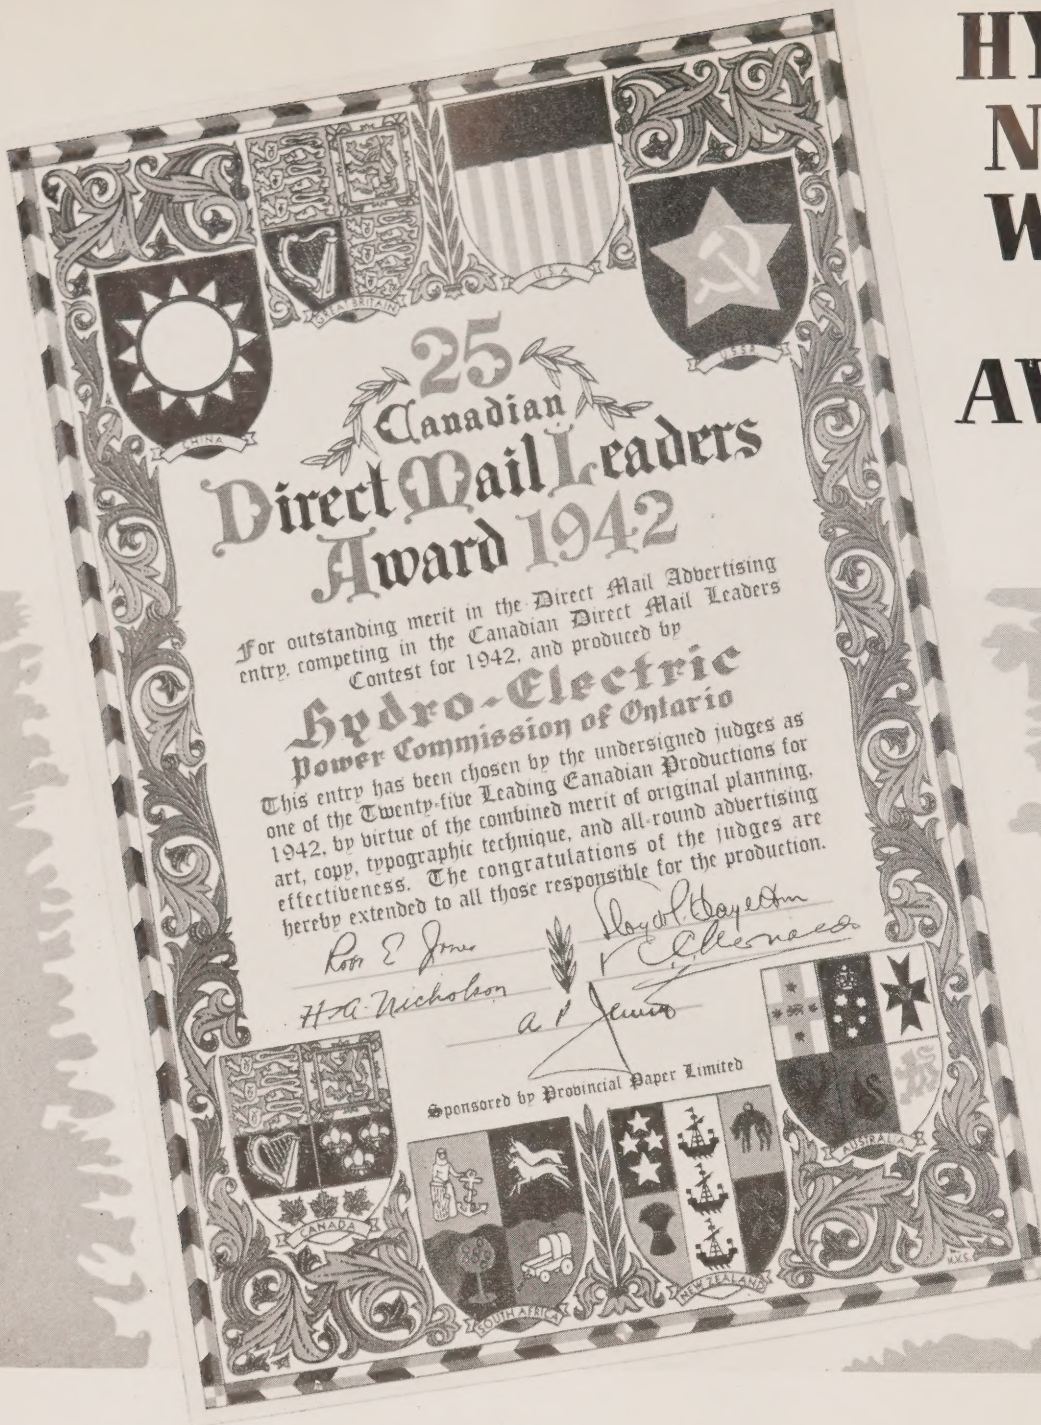 HY
N
W
AW
GREAT BRITAIN
U.S.A.
CHINA
U S S R
25
Canadian
Direct Mail Leaders
Award 1942
For outstanding merit in the Direct Mail Advertising
entry, competing in the Canadian Direct Mail Leaders
Contest for 1942, and produced by
Hydro-Electric
Power Commission of Ontario
This entry has been chosen by the undersigned judges as
one of the Twenty-five Leading Canadian Productions for
1942, by virtue of the combined merit of original planning,
art, copy, typographic technique, and all-round advertising
effectiveness. The congratulations of the judges are
hereby extended to all those responsible for the production.
E Jones
H.A. Nicholson
Sponsored by Provincial Paper Limited
CANADA
SOUTH AFRICA
NEW ZEALAND
AUSTRALIA